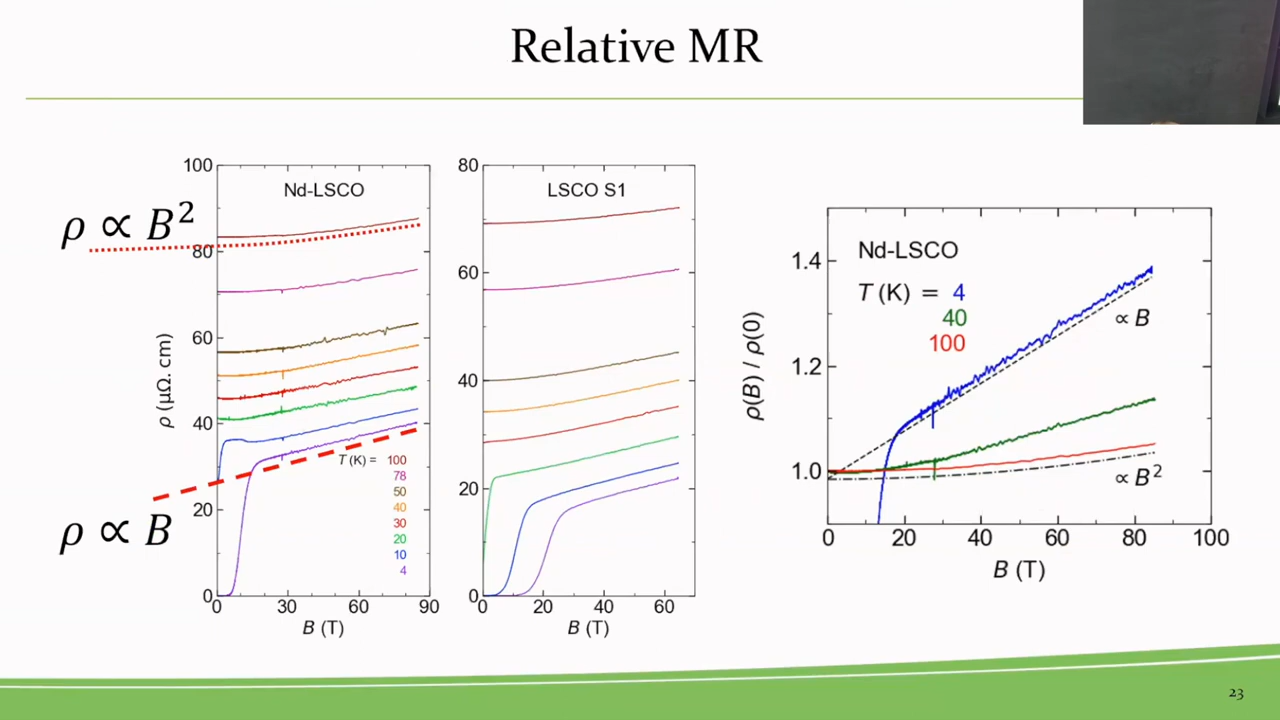 Relative MR
ρ ∝ B²
ρ ∝ B
Nd-LSCO
100
80
60
40
20
0
ρ (μΩ. cm)
T (K) = 100
78
50
40
30
20
10
4
0 30 60 90
B (T)
LSCO S1
80
60
40
20
0
0 20 40 60
B (T)
Nd-LSCO
T (K) = 4
40
100
∝ B
∝ B²
1.4
1.2
1.0
ρ(B) / ρ(0)
0 20 40 60 80 100
B (T)
23